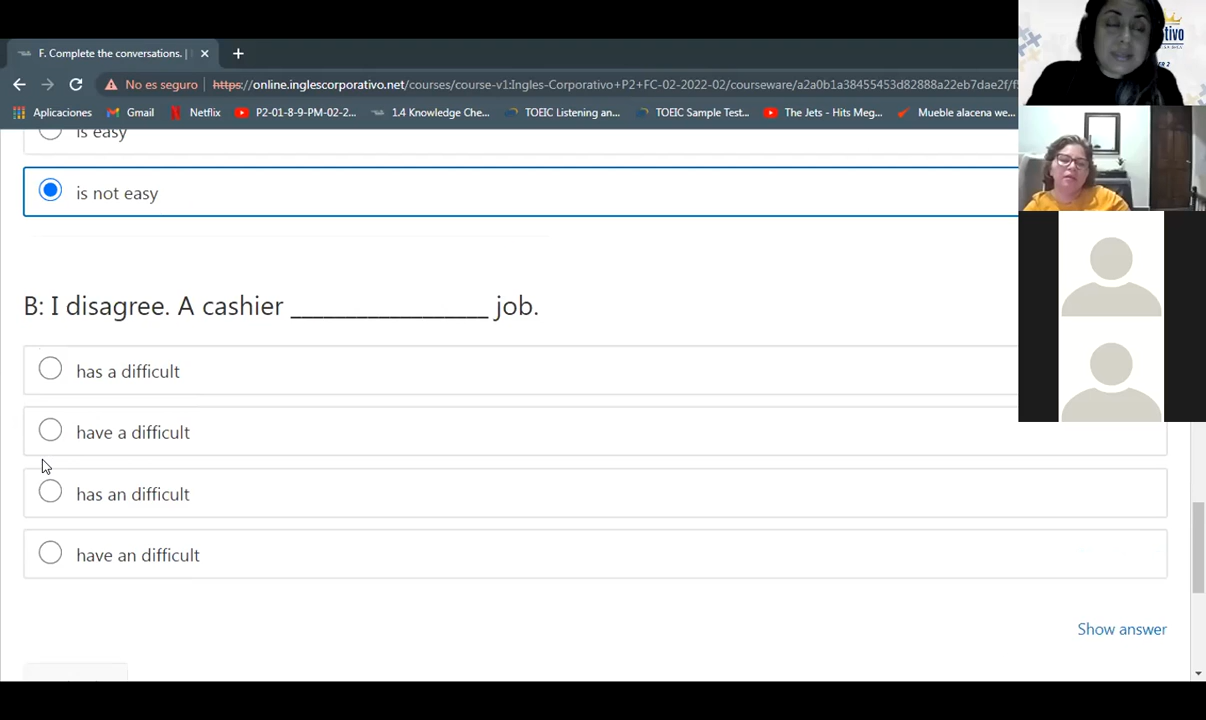 F. Complete the conversations. |
No es seguro
https://online.inglescorporativo.net/courses/course-v1:Ingles-Corporativo+P2+FC-02-2022-02/courseware/a2a0b1a38455453d82888a22eb7dae2f/f
Aplicaciones
Gmail
Netflix
P2-01-8-9-PM-02-2...
1.4 Knowledge Che...
TOEIC Listening an...
TOEIC Sample Test...
The Jets - Hits Meg...
Mueble alacena we...
is easy
is not easy
B: I disagree. A cashier __________________ job.
has a difficult
have a difficult
has an difficult
have an difficult
Show answer